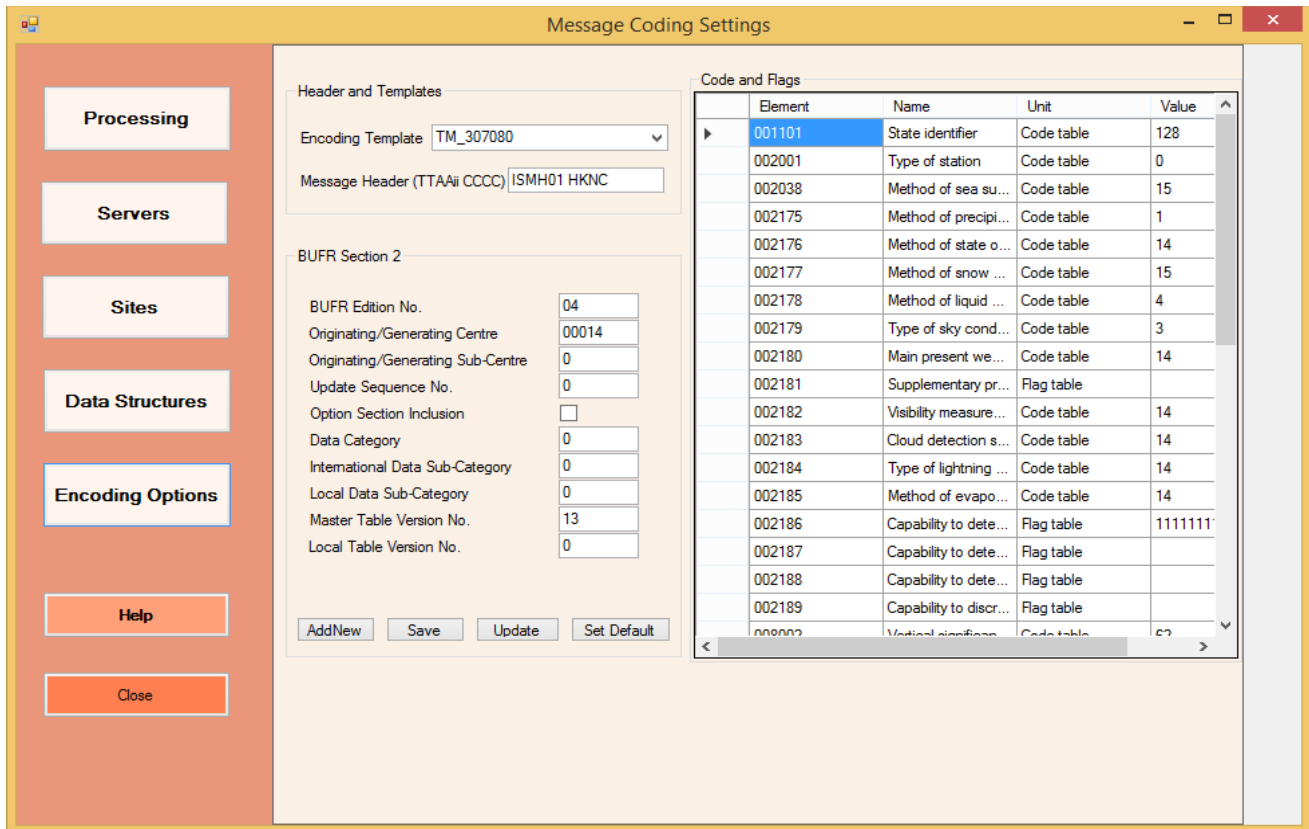 Message Coding Settings
Processing
Servers
Sites
Data Structures
Encoding Options
Help
Close
Header and Templates
Encoding Template TM_307080
Message Header (TTAAii CCCC) ISMH01 HKNC
BUFR Section 2
BUFR Edition No. 04
Originating/Generating Centre 00014
Originating/Generating Sub-Centre 0
Update Sequence No. 0
Option Section Inclusion
Data Category 0
International Data Sub-Category 0
Local Data Sub-Category 0
Master Table Version No. 13
Local Table Version No. 0
AddNew Save Update Set Default
Code and Flags
Element Name Unit Value
001101 State identifier Code table 128
002001 Type of station Code table 0
002038 Method of sea su... Code table 15
002175 Method of precipi... Code table 1
002176 Method of state o... Code table 14
002177 Method of snow ... Code table 15
002178 Method of liquid ... Code table 4
002179 Type of sky cond... Code table 3
002180 Main present we... Code table 14
002181 Supplementary pr... Flag table
002182 Visibility measure... Code table 14
002183 Cloud detection s... Code table 14
002184 Type of lightning ... Code table 14
002185 Method of evapo... Code table 14
002186 Capability to dete... Flag table 1111111
002187 Capability to dete... Flag table
002188 Capability to dete... Flag table
002189 Capability to discr... Flag table
008002 Vertical significan... Code table 62